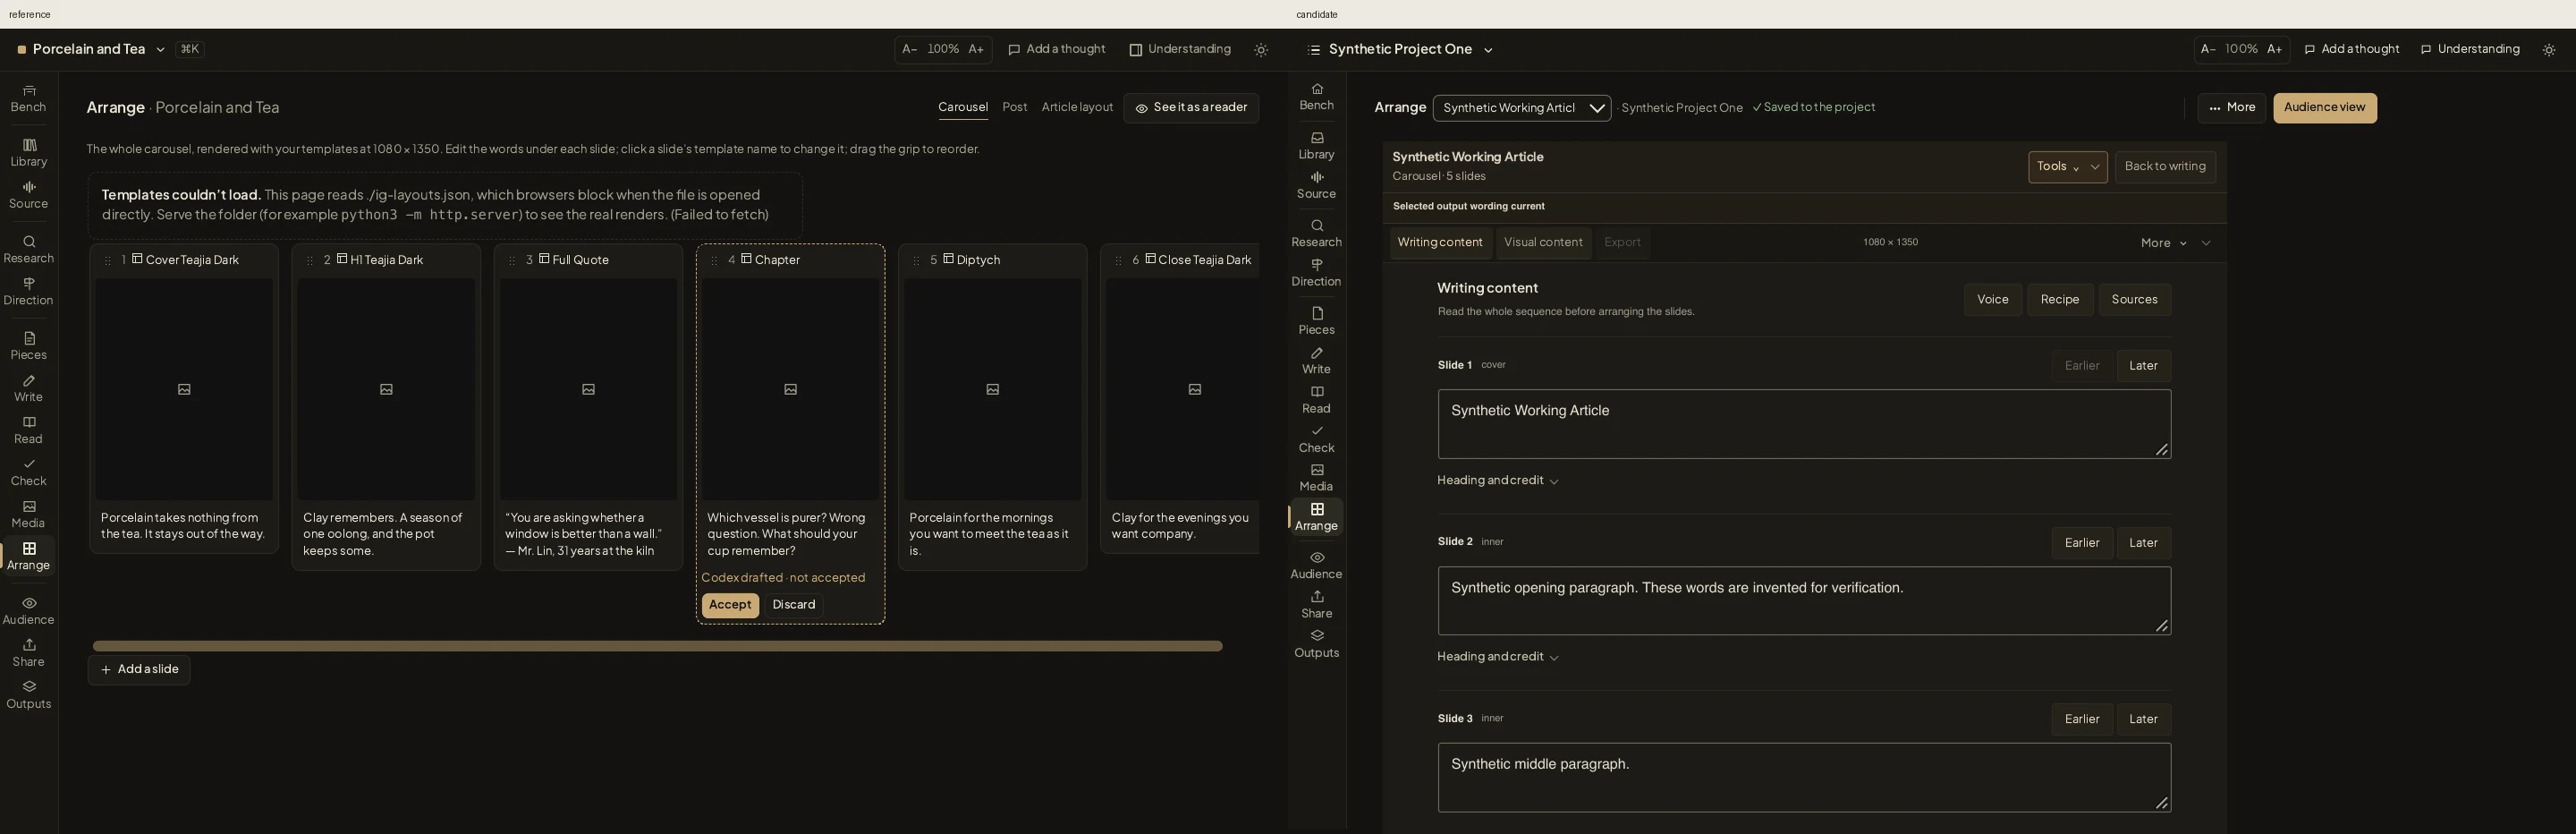 reference
Porcelain and Tea
⌘K
A− 100% A+
Add a thought
Understanding
Bench
Library
Source
Research
Direction
Pieces
Write
Read
Check
Media
Arrange
Audience
Share
Outputs
Arrange · Porcelain and Tea
Carousel
Post
Article layout
See it as a reader
The whole carousel, rendered with your templates at 1080 × 1350. Edit the words under each slide; click a slide's template name to change it; drag the grip to reorder.
Templates couldn't load. This page reads ./ig-layouts.json, which browsers block when the file is opened
directly. Serve the folder (for example python3 -m http.server) to see the real renders. (Failed to fetch)
1 Cover Teajia Dark
Porcelain takes nothing from
the tea. It stays out of the way.
2 H1 Teajia Dark
Clay remembers. A season of
one oolong, and the pot
keeps some.
3 Full Quote
“You are asking whether a
window is better than a wall.”
— Mr. Lin, 31 years at the kiln
4 Chapter
Which vessel is purer? Wrong
question. What should your
cup remember?
Codex drafted · not accepted
Accept
Discard
5 Diptych
Porcelain for the mornings
you want to meet the tea as it
is.
6 Close Teajia Dark
Clay for the evenings you
want company.
+ Add a slide
candidate
Synthetic Project One
A− 100% A+
Add a thought
Understanding
Bench
Library
Source
Research
Direction
Pieces
Write
Read
Check
Media
Arrange
Audience
Share
Outputs
Arrange
Synthetic Working Articl
· Synthetic Project One
✓ Saved to the project
••• More
Audience view
Synthetic Working Article
Carousel · 5 slides
Tools
Back to writing
Selected output wording current
Writing content
Visual content
Export
1080 × 1350
More
Writing content
Read the whole sequence before arranging the slides.
Voice
Recipe
Sources
Slide 1 cover
Earlier
Later
Synthetic Working Article
Heading and credit
Slide 2 inner
Earlier
Later
Synthetic opening paragraph. These words are invented for verification.
Heading and credit
Slide 3 inner
Earlier
Later
Synthetic middle paragraph.